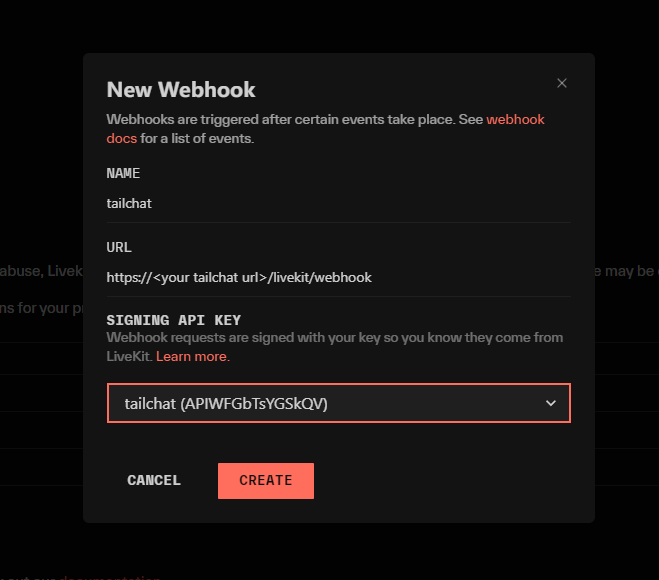 New Webhook
Webhooks are triggered after certain events take place. See webhook
docs for a list of events.
NAME
tailchat
URL
https://<your tailchat url>/livekit/webhook
abuse, Livek
e may be
ns for your p
SIGNING API KEY
Webhook requests are signed with your key so you know they come from
LiveKit. Learn more.
tailchat (APIWFGbTsYGSkQV)
CANCEL
CREATE